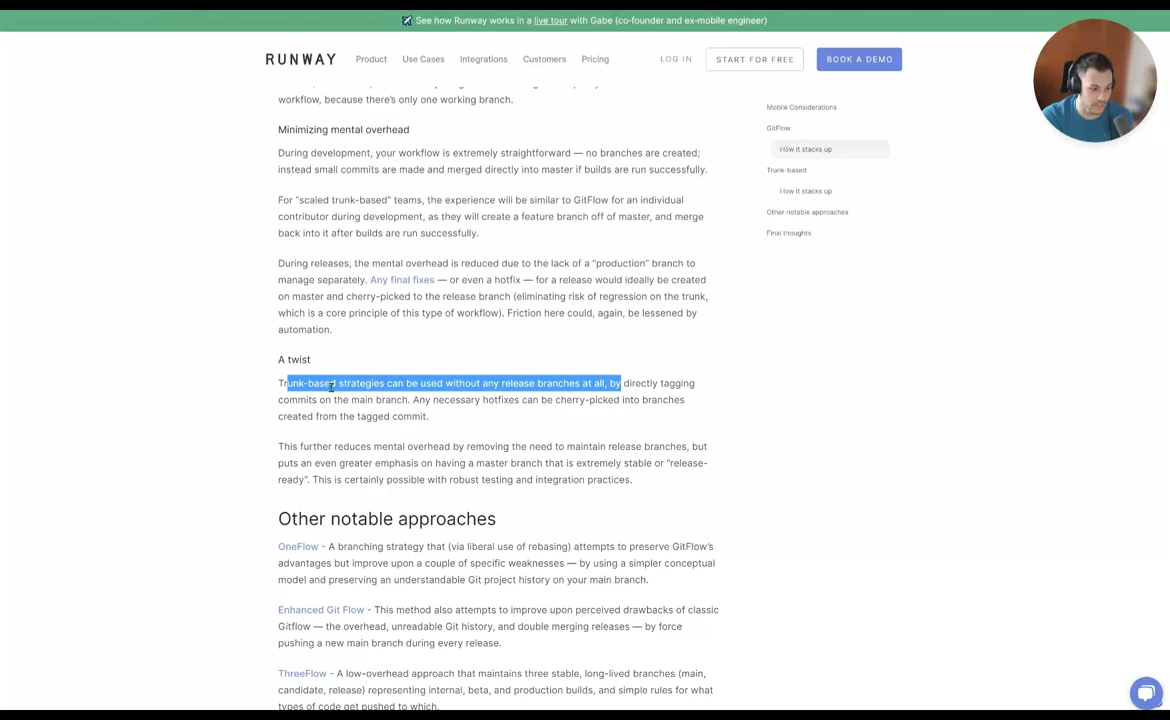 See how Runway works in a live tour with Gabe (co-founder and ex-mobile engineer)
RUNWAY
Product
Use Cases
Integrations
Customers
Pricing
LOG IN
START FOR FREE
BOOK A DEMO
workflow, because there's only one working branch.
Minimizing mental overhead
During development, your workflow is extremely straightforward — no branches are created;
instead small commits are made and merged directly into master if builds are run successfully.
For "scaled trunk-based" teams, the experience will be similar to GitFlow for an individual
contributor during development, as they will create a feature branch off of master, and merge
back into it after builds are run successfully.
During releases, the mental overhead is reduced due to the lack of a "production" branch to
manage separately. Any final fixes — or even a hotfix — for a release would ideally be created
on master and cherry-picked to the release branch (eliminating risk of regression on the trunk,
which is a core principle of this type of workflow). Friction here could, again, be lessened by
automation.
A twist
Trunk-based strategies can be used without any release branches at all, by directly tagging
commits on the main branch. Any necessary hotfixes can be cherry-picked into branches
created from the tagged commit.
This further reduces mental overhead by removing the need to maintain release branches, but
puts an even greater emphasis on having a master branch that is extremely stable or "release-
ready". This is certainly possible with robust testing and integration practices.
Other notable approaches
OneFlow - A branching strategy that (via liberal use of rebasing) attempts to preserve GitFlow's
advantages but improve upon a couple of specific weaknesses — by using a simpler conceptual
model and preserving an understandable Git project history on your main branch.
Enhanced Git Flow - This method also attempts to improve upon perceived drawbacks of classic
Gitflow — the overhead, unreadable Git history, and double merging releases — by force
pushing a new main branch during every release.
ThreeFlow - A low-overhead approach that maintains three stable, long-lived branches (main,
candidate, release) representing internal, beta, and production builds, and simple rules for what
types of code get pushed to which.
Mobile Considerations
GitFlow
How it stacks up
Trunk-based
How it stacks up
Other notable approaches
Final thoughts